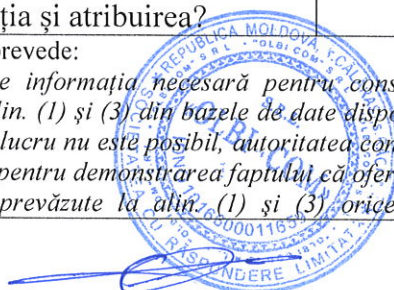 ția și atribuirea?
prevede:
e informația necesară pentru cons
lin. (1) și (3) din bazele de date dispo
lucru nu este posibil, autoritatea con
pentru demonstrarea faptului că ofer
prevăzute la alin. (1) și (3) orice
REPUBLICA MOLDOVA
OLBI COM
S R L
RĂSPUNDERE LIMITAT